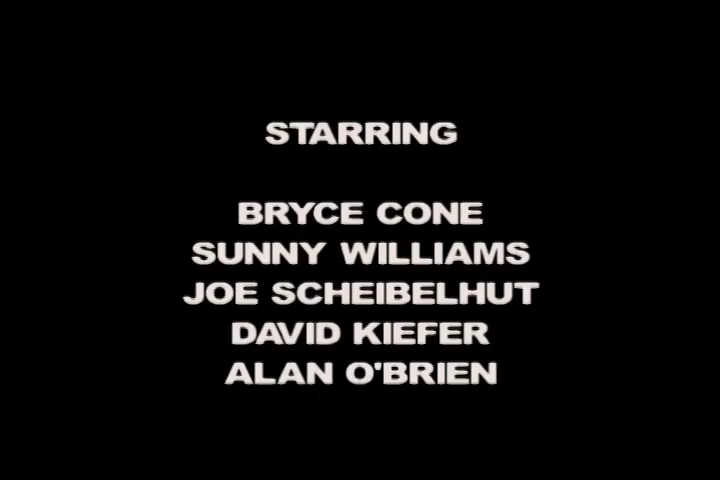 STARRING
BRYCE CONE
SUNNY WILLIAMS
JOE SCHEIBELHUT
DAVID KIEFER
ALAN O'BRIEN